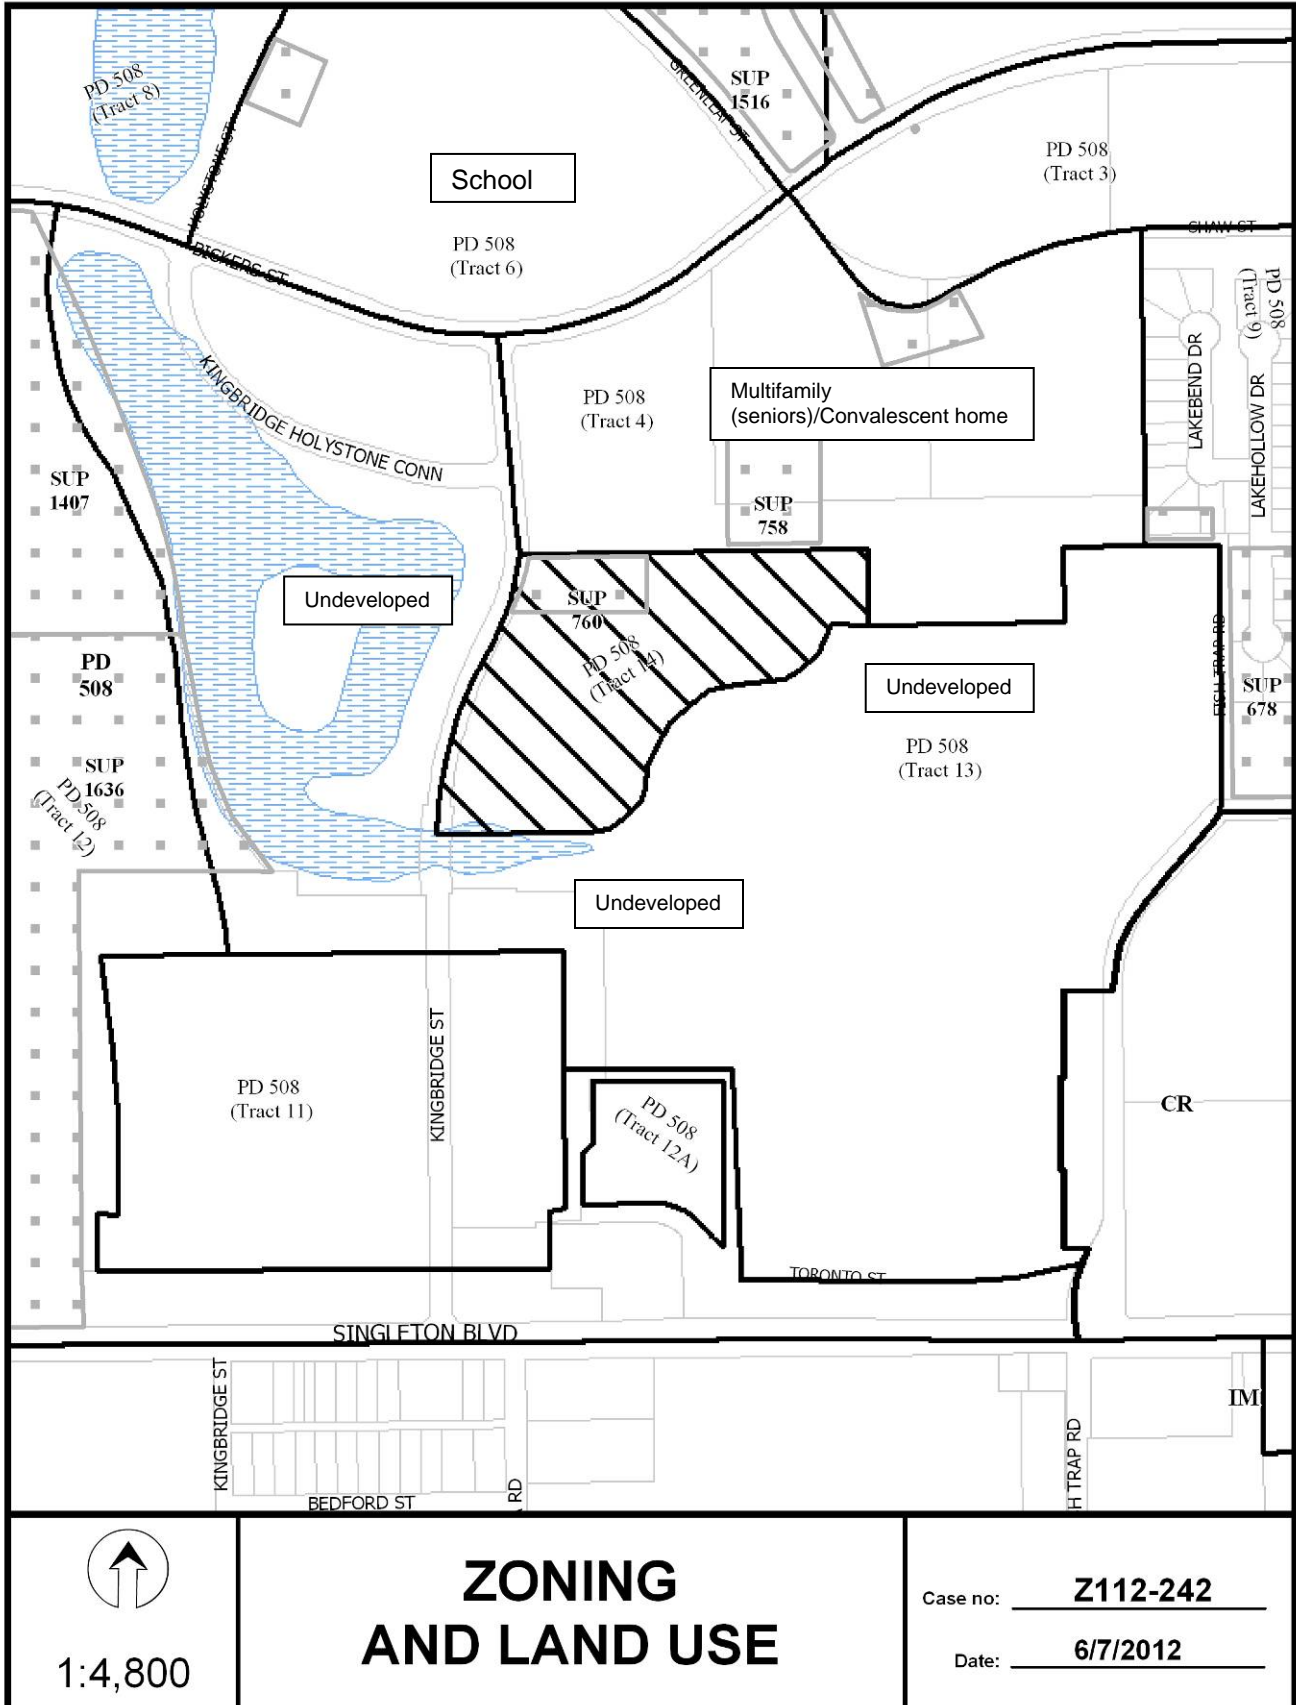 PD 508
(Tract 8)
HOLYSTONE ST
GREENLEAF ST
SUP
1516
School
PD 508
(Tract 3)
SHAW ST
BICKERS ST
PD 508
(Tract 6)
PD 508
(Tract 9)
LAKEBEND DR
LAKEHOLLOW DR
KINGBRIDGE HOLYSTONE CONN
PD 508
(Tract 4)
Multifamily
(seniors)/Convalescent home
SUP
1407
SUP
758
Undeveloped
SUP
760
PD 508
(Tract 14)
FISH TRAP RD
PD
508
Undeveloped
SUP
678
PD 508
(Tract 13)
SUP
1636
PD 508
(Tract 12)
Undeveloped
KINGBRIDGE ST
PD 508
(Tract 11)
PD 508
(Tract 12A)
CR
TORONTO ST
SINGLETON BLVD
KINGBRIDGE ST
BEDFORD ST
RD
H TRAP RD
IM
1:4,800
ZONING
AND LAND USE
Case no: Z112-242
Date: 6/7/2012